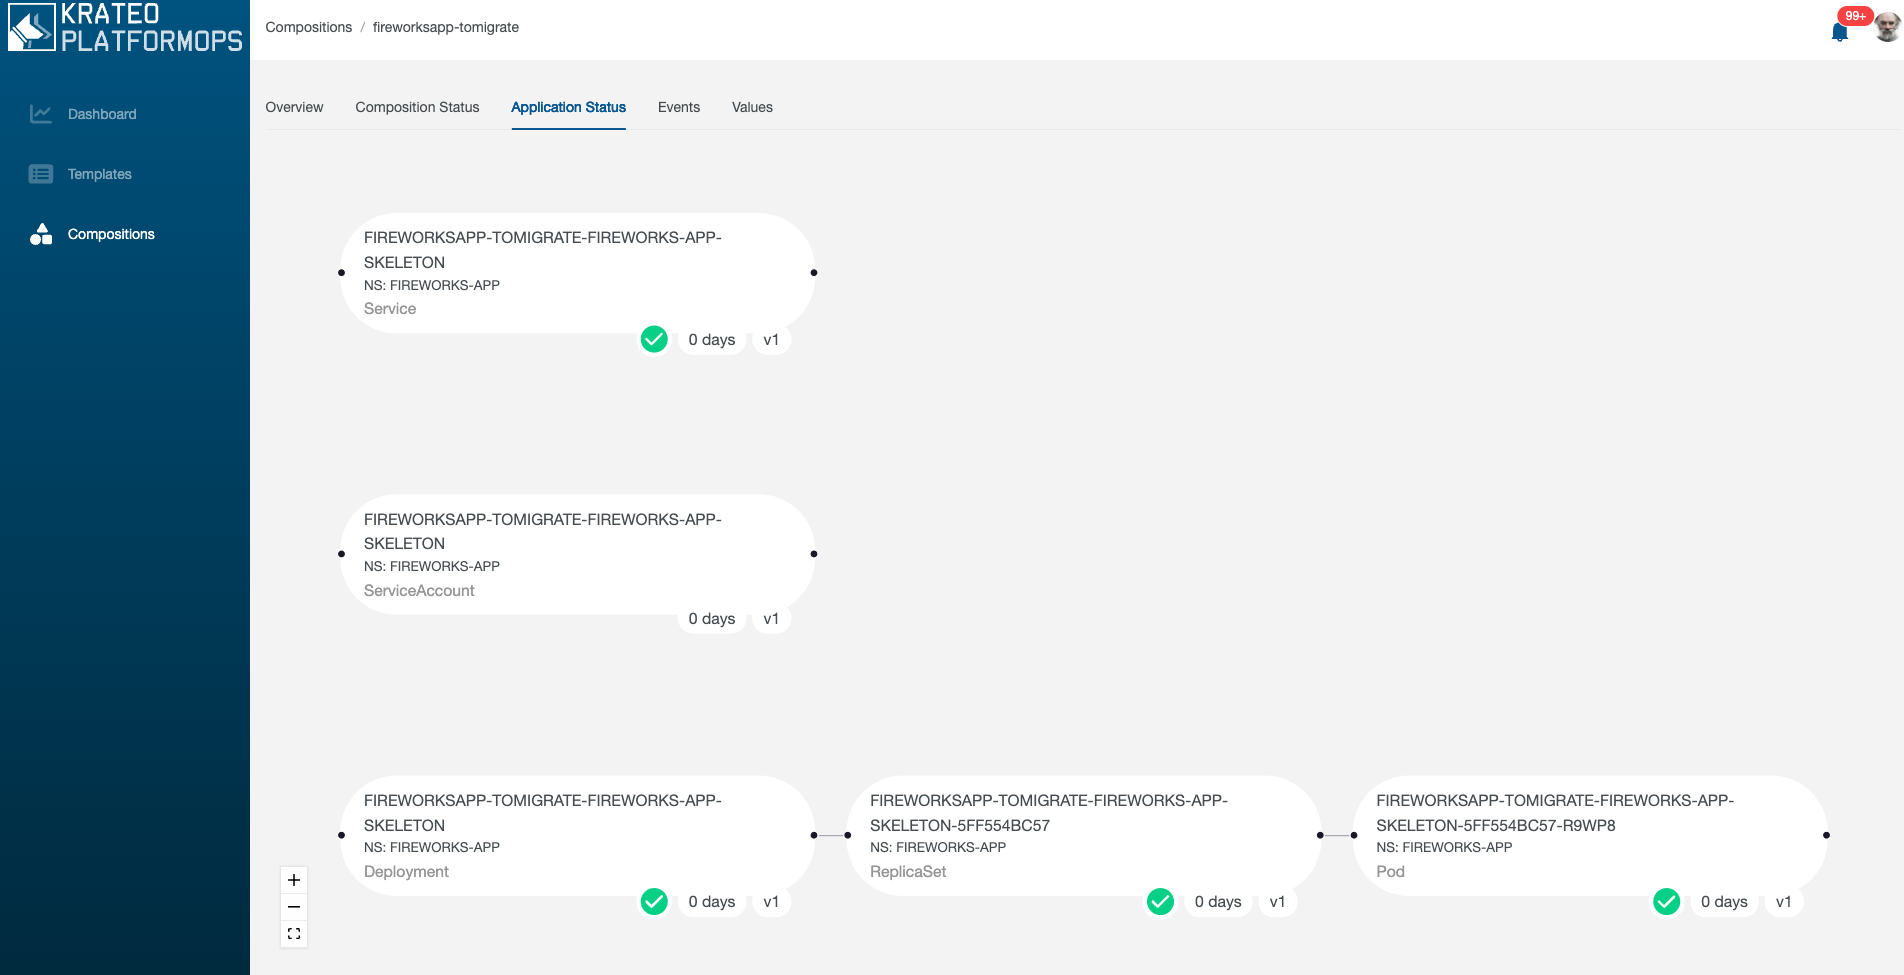 KRATEO
PLATFORMOPS
Compositions / fireworksapp-tomigrate
99+
Dashboard
Templates
Compositions
Overview Composition Status Application Status Events Values
FIREWORKSAPP-TOMIGRATE-FIREWORKS-APP-
SKELETON
NS: FIREWORKS-APP
Service
0 days v1
FIREWORKSAPP-TOMIGRATE-FIREWORKS-APP-
SKELETON
NS: FIREWORKS-APP
ServiceAccount
0 days v1
FIREWORKSAPP-TOMIGRATE-FIREWORKS-APP-
SKELETON
NS: FIREWORKS-APP
Deployment
0 days v1
FIREWORKSAPP-TOMIGRATE-FIREWORKS-APP-
SKELETON-5FF554BC57
NS: FIREWORKS-APP
ReplicaSet
0 days v1
FIREWORKSAPP-TOMIGRATE-FIREWORKS-APP-
SKELETON-5FF554BC57-R9WP8
NS: FIREWORKS-APP
Pod
0 days v1